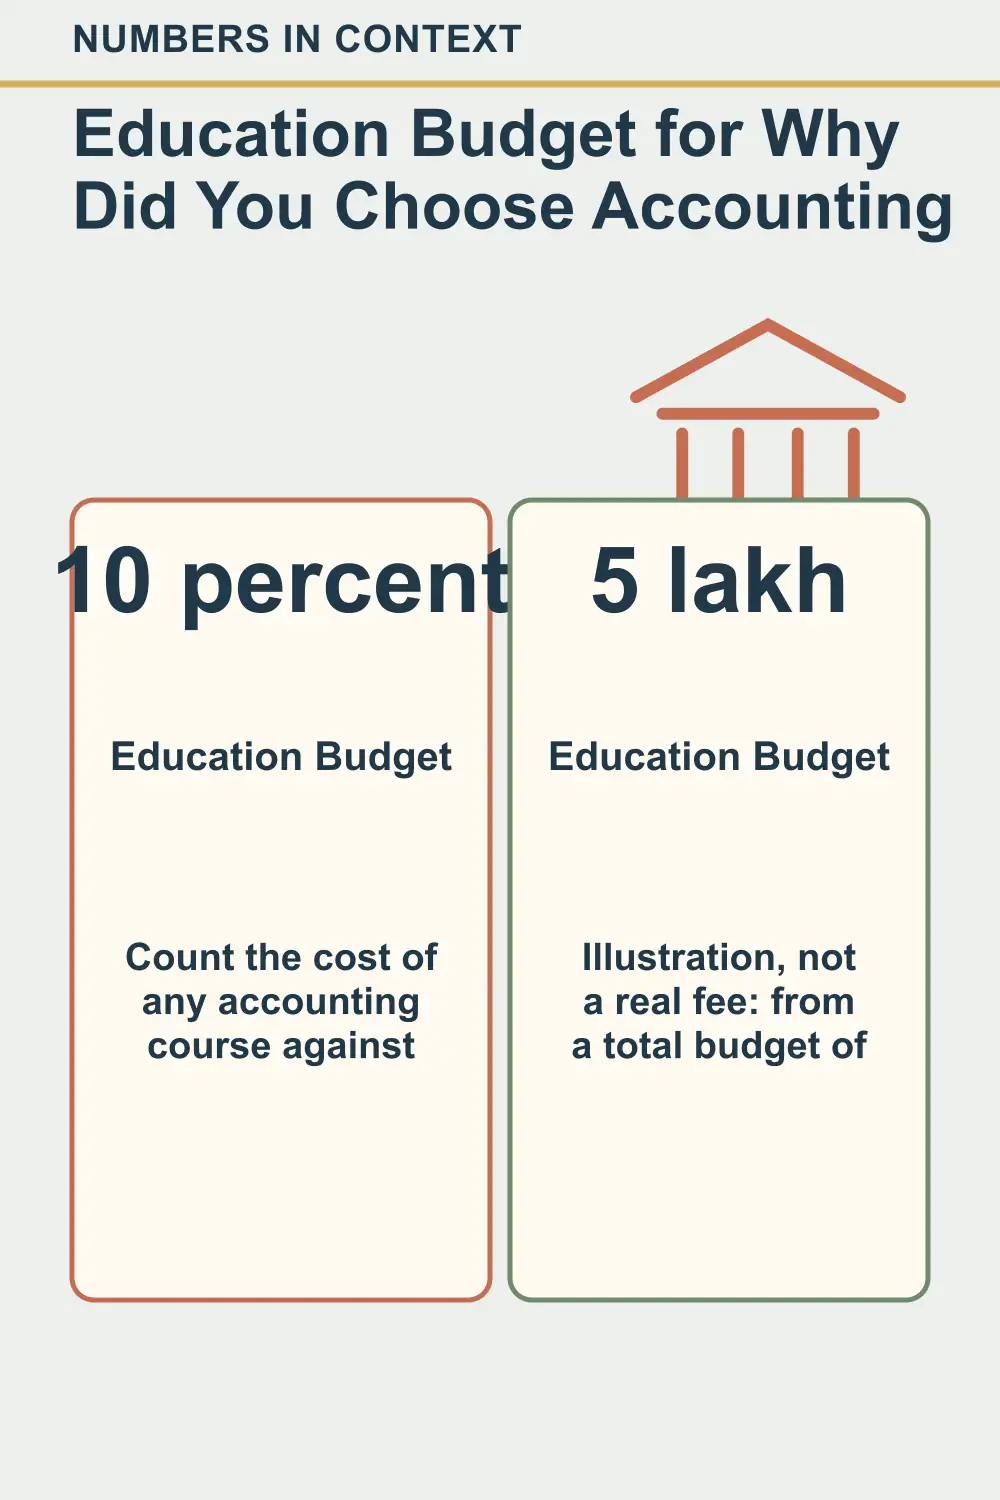 NUMBERS IN CONTEXT
Education Budget for Why
Did You Choose Accounting
10 percent
Education Budget
Count the cost of
any accounting
course against
5 lakh
Education Budget
Illustration, not
a real fee: from
a total budget of